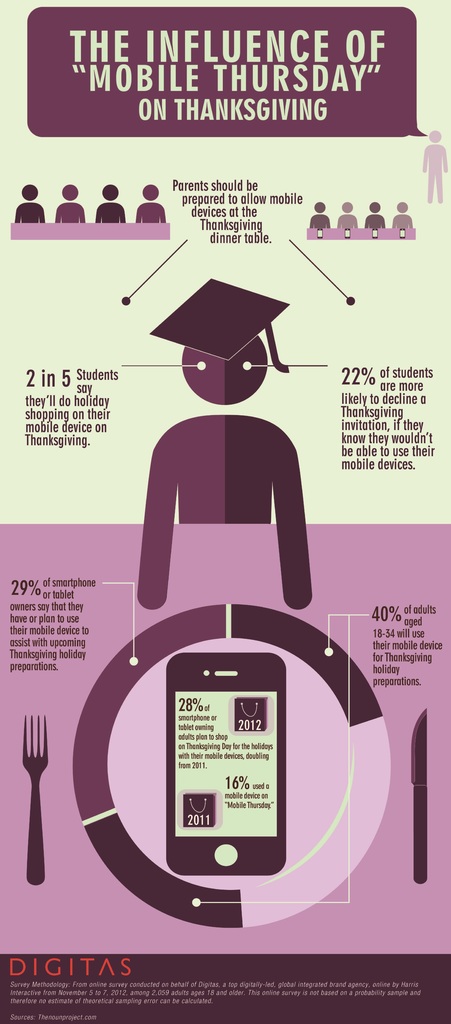 THE INFLUENCE OF
“MOBILE THURSDAY”
ON THANKSGIVING
Parents should be
prepared to allow mobile
devices at the
Thanksgiving
dinner table.
2 in 5 Students
say
they’ll do holiday
shopping on their
mobile device on
Thanksgiving.
22% of students
are more
likely to decline a
Thanksgiving
invitation, if they
know they wouldn’t
be able to use their
mobile devices.
29% of smartphone
or tablet
owners say that they
have or plan to use
their mobile device to
assist with upcoming
Thanksgiving holiday
preparations.
40% of adults
aged
18-34 will use
their mobile device
for Thanksgiving
holiday
preparations.
28% of
smartphone or
tablet owning
adults plan to shop
on Thanksgiving Day for the holidays
with their mobile devices, doubling
from 2011.
2012
16% used a
mobile device on
“Mobile Thursday.”
2011
DIGITAS
Survey Methodology: From online survey conducted on behalf of Digitas, a top digitally-led, global integrated brand agency, online by Harris
Interactive from November 5 to 7, 2012, among 2,059 adults ages 18 and older. This online survey is not based on a probability sample and
therefore no estimate of theoretical sampling error can be calculated.
Sources: Thenounproject.com